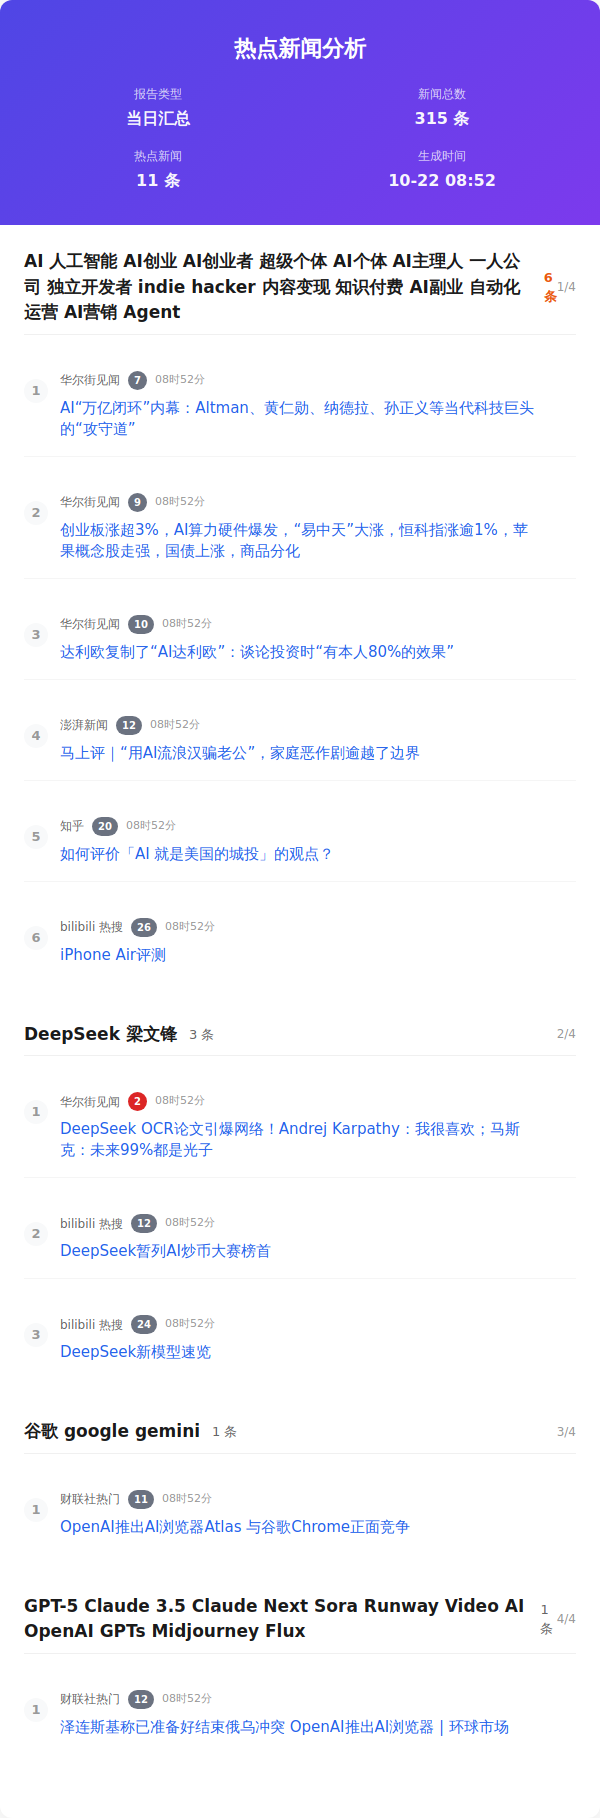 热点新闻分析
报告类型
新闻总数
当日汇总
315 条
热点新闻
生成时间
11 条
10-22 08:52
AI 人工智能 AI创业 AI创业者 超级个体 AI个体 AI主理人 一人公
司 独立开发者 indie hacker 内容变现 知识付费 AI副业 自动化
运营 AI营销 Agent
6
条
1/4
1
华尔街见闻 7 08时52分
AI“万亿闭环”内幕：Altman、黄仁勋、纳德拉、孙正义等当代科技巨头
的“攻守道”
2
华尔街见闻 9 08时52分
创业板涨超3%，AI算力硬件爆发，“易中天”大涨，恒科指涨逾1%，苹
果概念股走强，国债上涨，商品分化
3
华尔街见闻 10 08时52分
达利欧复制了“AI达利欧”：谈论投资时“有本人80%的效果”
4
澎湃新闻 12 08时52分
马上评｜“用AI流浪汉骗老公”，家庭恶作剧逾越了边界
5
知乎 20 08时52分
如何评价「AI 就是美国的城投」的观点？
6
bilibili 热搜 26 08时52分
iPhone Air评测
DeepSeek 梁文锋 3 条 2/4
1
华尔街见闻 2 08时52分
DeepSeek OCR论文引爆网络！Andrej Karpathy：我很喜欢；马斯
克：未来99%都是光子
2
bilibili 热搜 12 08时52分
DeepSeek暂列AI炒币大赛榜首
3
bilibili 热搜 24 08时52分
DeepSeek新模型速览
谷歌 google gemini 1 条 3/4
1
财联社热门 11 08时52分
OpenAI推出AI浏览器Atlas 与谷歌Chrome正面竞争
GPT-5 Claude 3.5 Claude Next Sora Runway Video AI
OpenAI GPTs Midjourney Flux
1
条
4/4
1
财联社热门 12 08时52分
泽连斯基称已准备好结束俄乌冲突 OpenAI推出AI浏览器 | 环球市场